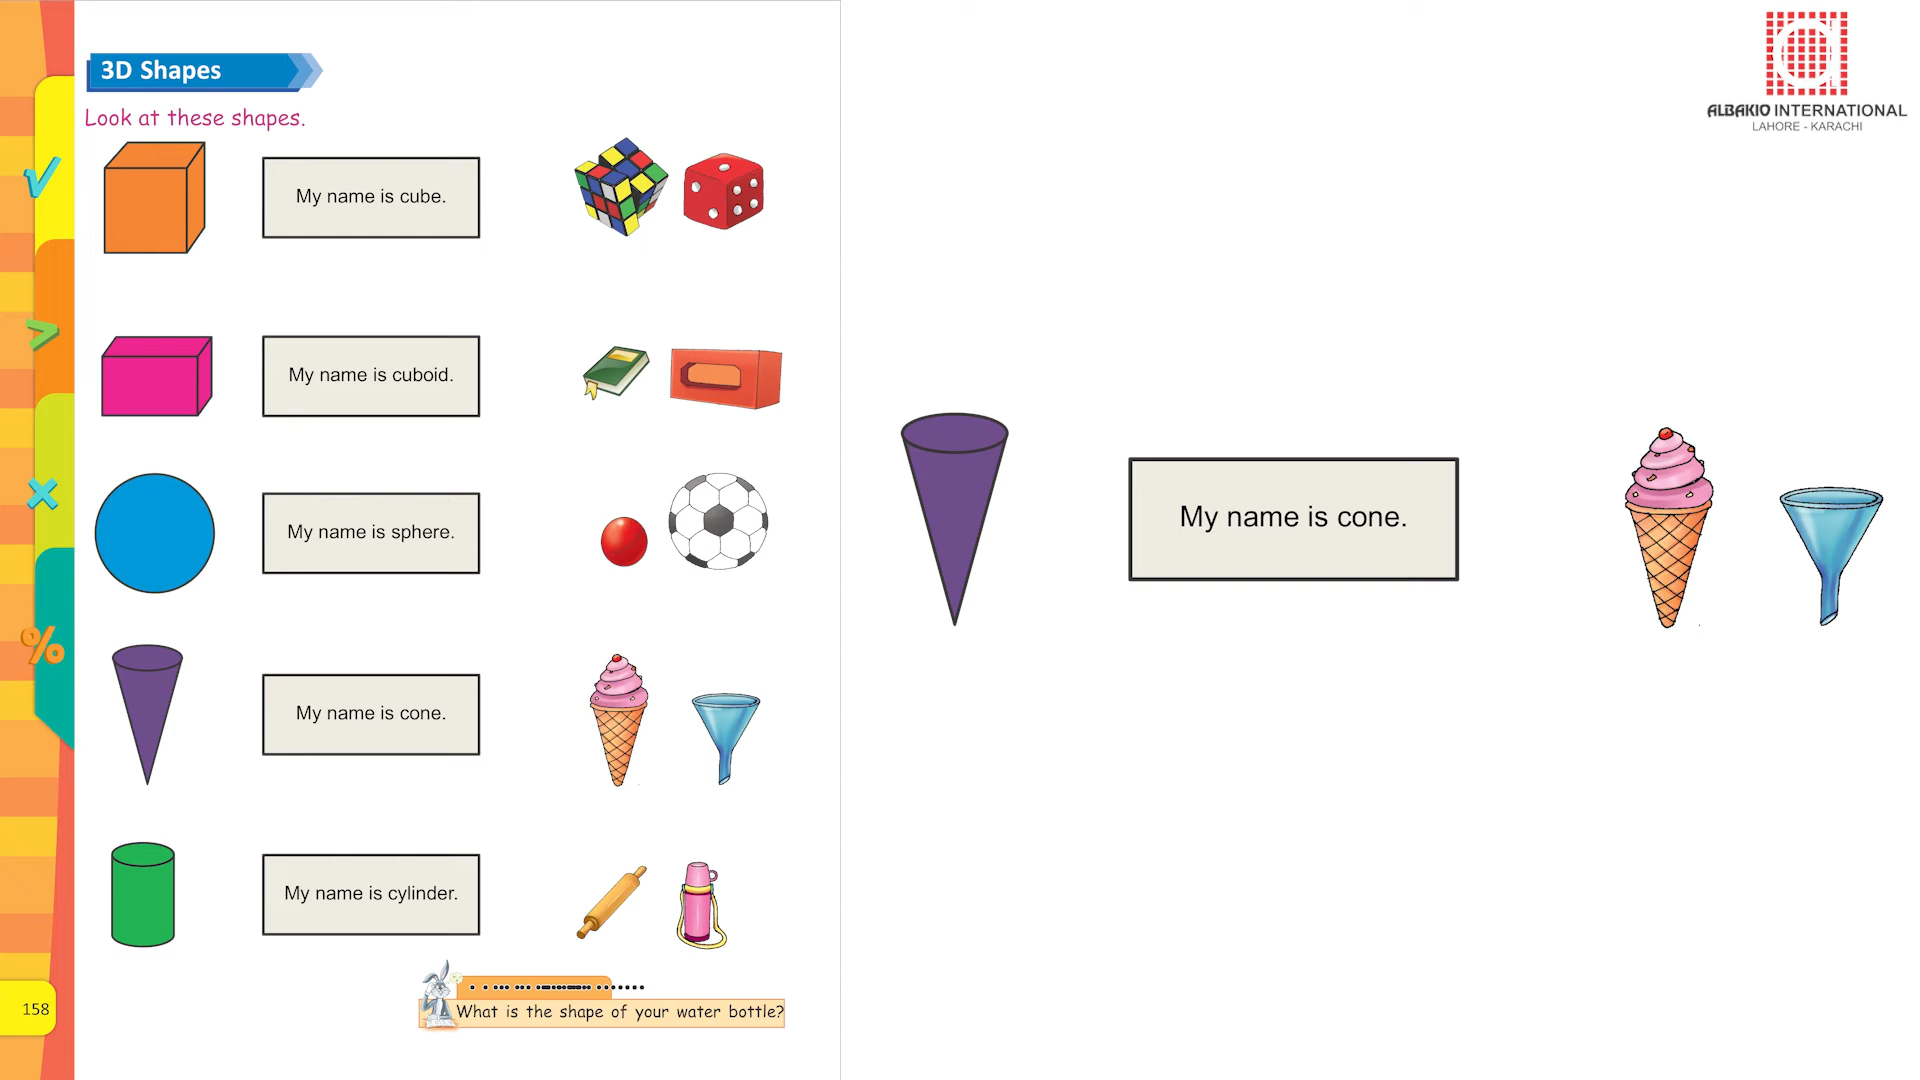 3D Shapes
Look at these shapes.
My name is cube.
My name is cuboid.
My name is sphere.
My name is cone.
My name is cylinder.
What is the shape of your water bottle?
158
My name is cone.
ALBAKIO INTERNATIONAL
LAHORE - KARACHI